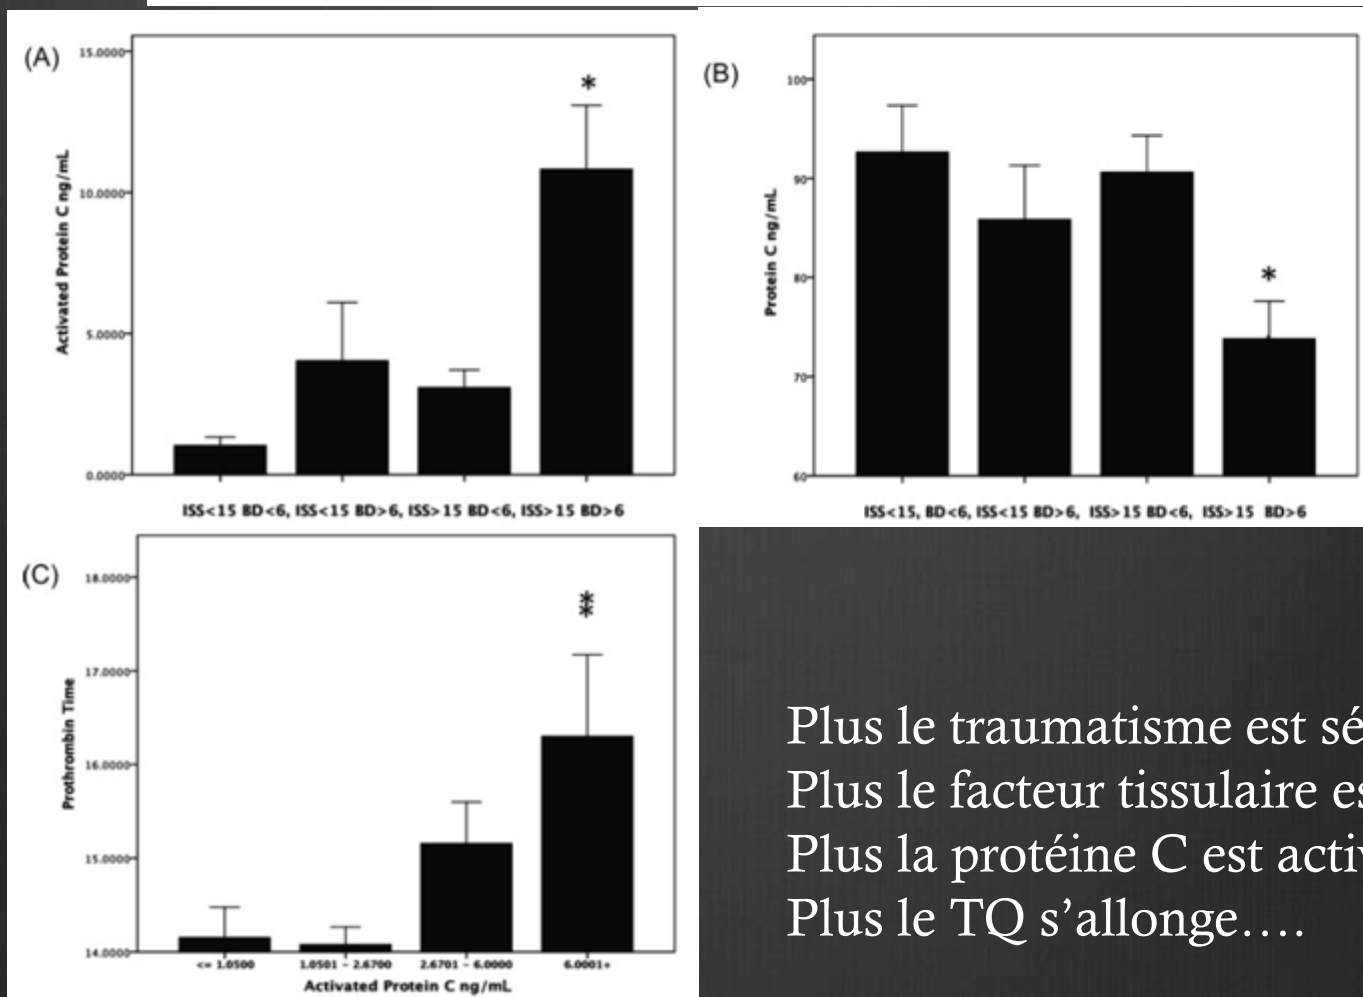 (A)
Activated Protein C ng/mL
15.0000
10.0000
5.0000
0.0000
*
ISS<15 BD<6, ISS<15 BD>6, ISS>15 BD<6, ISS>15 BD>6
(B)
Protein C ng/mL
100
90
80
70
60
*
ISS<15, BD<6, ISS<15 BD>6, ISS>15 BD<6, ISS>15 BD>6
(C)
Prothrombin Time
18.0000
17.0000
16.0000
15.0000
14.0000
**
<= 1.0500 1.0501 - 2.6700 2.6701 - 6.0000 6.0001+
Activated Protein C ng/mL
Plus le traumatisme est sé
Plus le facteur tissulaire es
Plus la protéine C est activ
Plus le TQ s’allonge….